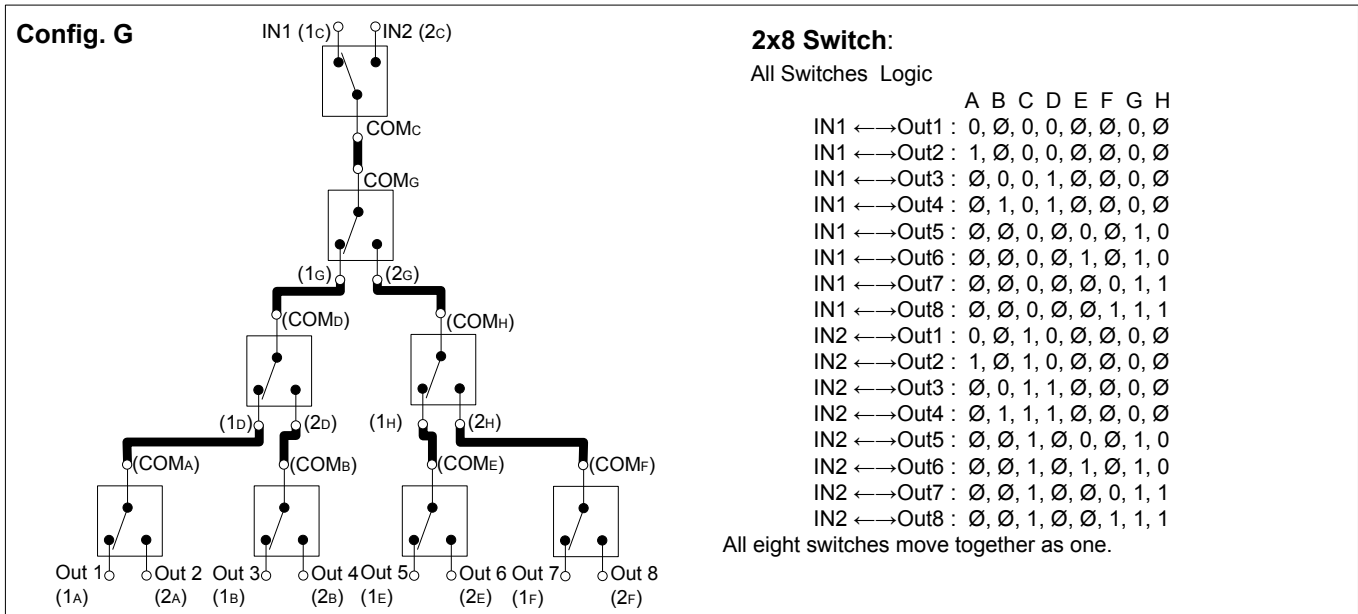 Config. G
IN1 (1C) IN2 (2C)
COMC
COMG
(1G) (2G)
(COMD) (COMH)
(1D) (2D) (1H) (2H)
(COMA) (COMB) (COME) (COMF)
Out 1 Out 2 Out 3 Out 4 Out 5 Out 6 Out 7 Out 8
(1A) (2A) (1B) (2B) (1E) (2E) (1F) (2F)
2x8 Switch:
All Switches Logic
A B C D E F G H
IN1 ←→Out1 : 0, Ø, 0, 0, Ø, Ø, 0, Ø
IN1 ←→Out2 : 1, Ø, 0, 0, Ø, Ø, 0, Ø
IN1 ←→Out3 : Ø, 0, 0, 1, Ø, Ø, 0, Ø
IN1 ←→Out4 : Ø, 1, 0, 1, Ø, Ø, 0, Ø
IN1 ←→Out5 : Ø, Ø, 0, Ø, 0, Ø, 1, 0
IN1 ←→Out6 : Ø, Ø, 0, Ø, 1, Ø, 1, 0
IN1 ←→Out7 : Ø, Ø, 0, Ø, Ø, 0, 1, 1
IN1 ←→Out8 : Ø, Ø, 0, Ø, Ø, 1, 1, 1
IN2 ←→Out1 : 0, Ø, 1, 0, Ø, Ø, 0, Ø
IN2 ←→Out2 : 1, Ø, 1, 0, Ø, Ø, 0, Ø
IN2 ←→Out3 : Ø, 0, 1, 1, Ø, Ø, 0, Ø
IN2 ←→Out4 : Ø, 1, 1, 1, Ø, Ø, 0, Ø
IN2 ←→Out5 : Ø, Ø, 1, Ø, 0, Ø, 1, 0
IN2 ←→Out6 : Ø, Ø, 1, Ø, 1, Ø, 1, 0
IN2 ←→Out7 : Ø, Ø, 1, Ø, Ø, 0, 1, 1
IN2 ←→Out8 : Ø, Ø, 1, Ø, Ø, 1, 1, 1
All eight switches move together as one.